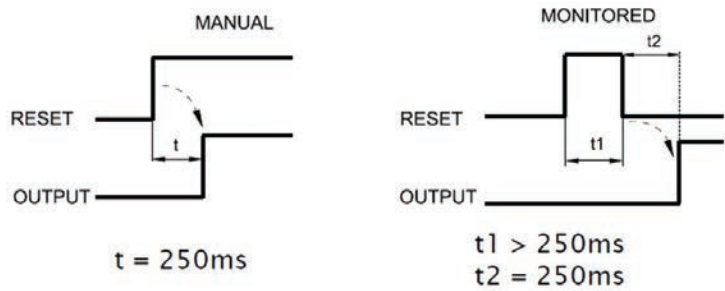 MANUAL
RESET
t
OUTPUT
t = 250ms
MONITORED
t2
RESET
t1
OUTPUT
t1 > 250ms
t2 = 250ms